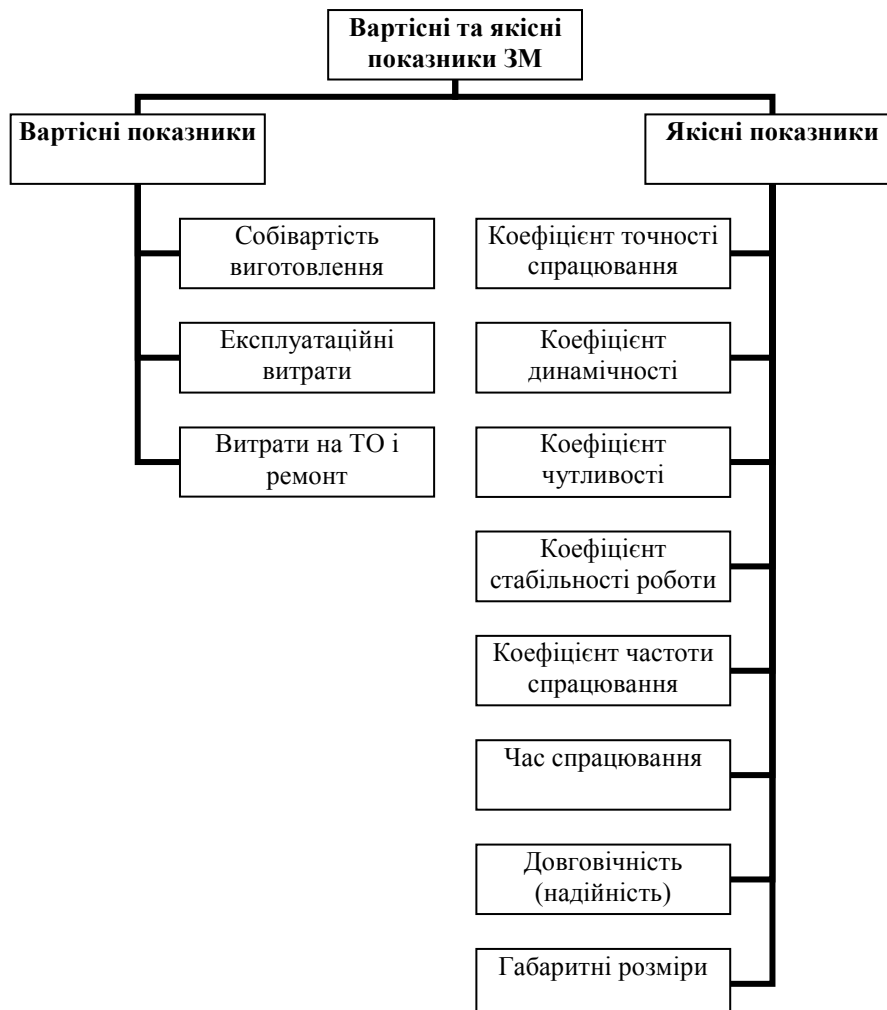 Вартісні та якісні
показники ЗМ
Вартісні показники
Якісні показники
Собівартість
виготовлення
Експлуатаційні
витрати
Витрати на ТО і
ремонт
Коефіцієнт точності
спрацювання
Коефіцієнт
динамічності
Коефіцієнт
чутливості
Коефіцієнт
стабільності роботи
Коефіцієнт частоти
спрацювання
Час спрацювання
Довговічність
(надійність)
Габаритні розміри